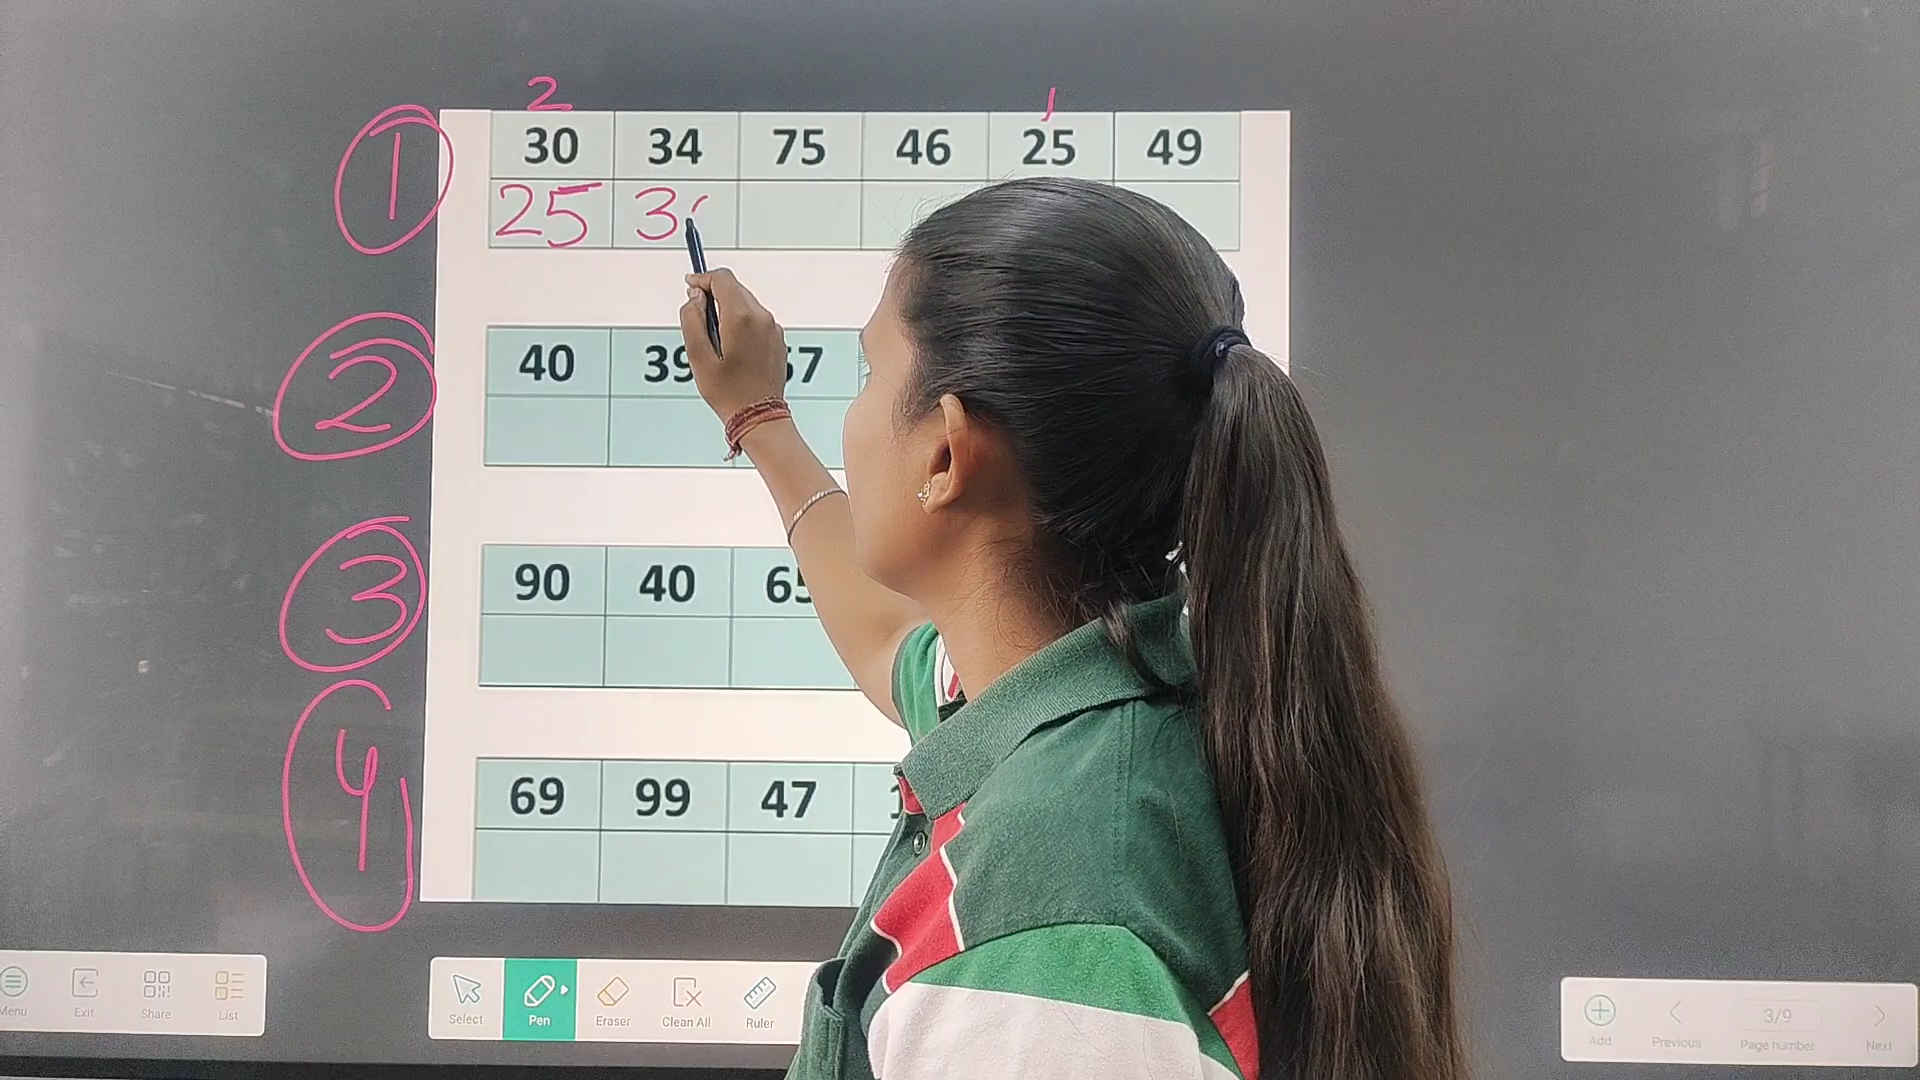 2 1
1 30 34 75 46 25 49
25 3
2 40 39 57
3 90 40 65
4 69 99 47
Menu Exit Share List
Select Pen Eraser Clean All Ruler
Add Previous 3/9 Page number Next